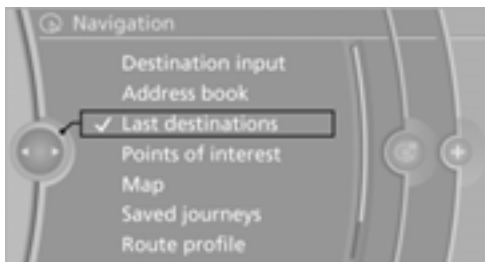 Navigation
Destination input
Address book
Last destinations
Points of interest
Map
Saved journeys
Route profile